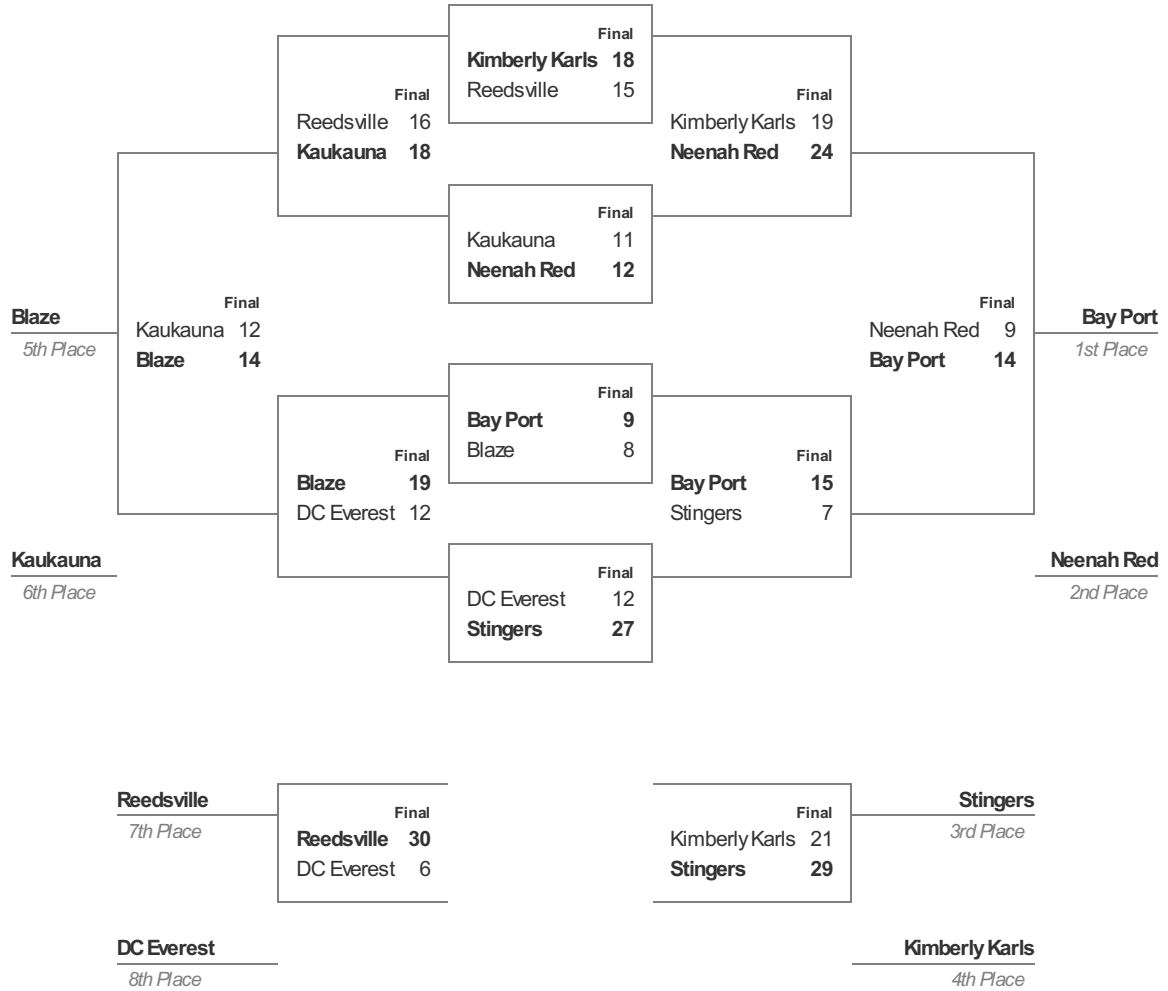 Final
Kimberly Karls 18
Reedsville 15
Final
Reedsville 16
Kaukauna 18
Final
Kimberly Karls 19
Neenah Red 24
Final
Kaukauna 11
Neenah Red 12
Blaze
5th Place
Final
Kaukauna 12
Blaze 14
Final
Neenah Red 9
Bay Port 14
Bay Port
1st Place
Final
Bay Port 9
Blaze 8
Final
Blaze 19
DC Everest 12
Final
Bay Port 15
Stingers 7
Final
DC Everest 12
Stingers 27
Kaukauna
6th Place
Neenah Red
2nd Place
Reedsville
7th Place
Final
Reedsville 30
DC Everest 6
Final
Kimberly Karls 21
Stingers 29
Stingers
3rd Place
DC Everest
8th Place
Kimberly Karls
4th Place